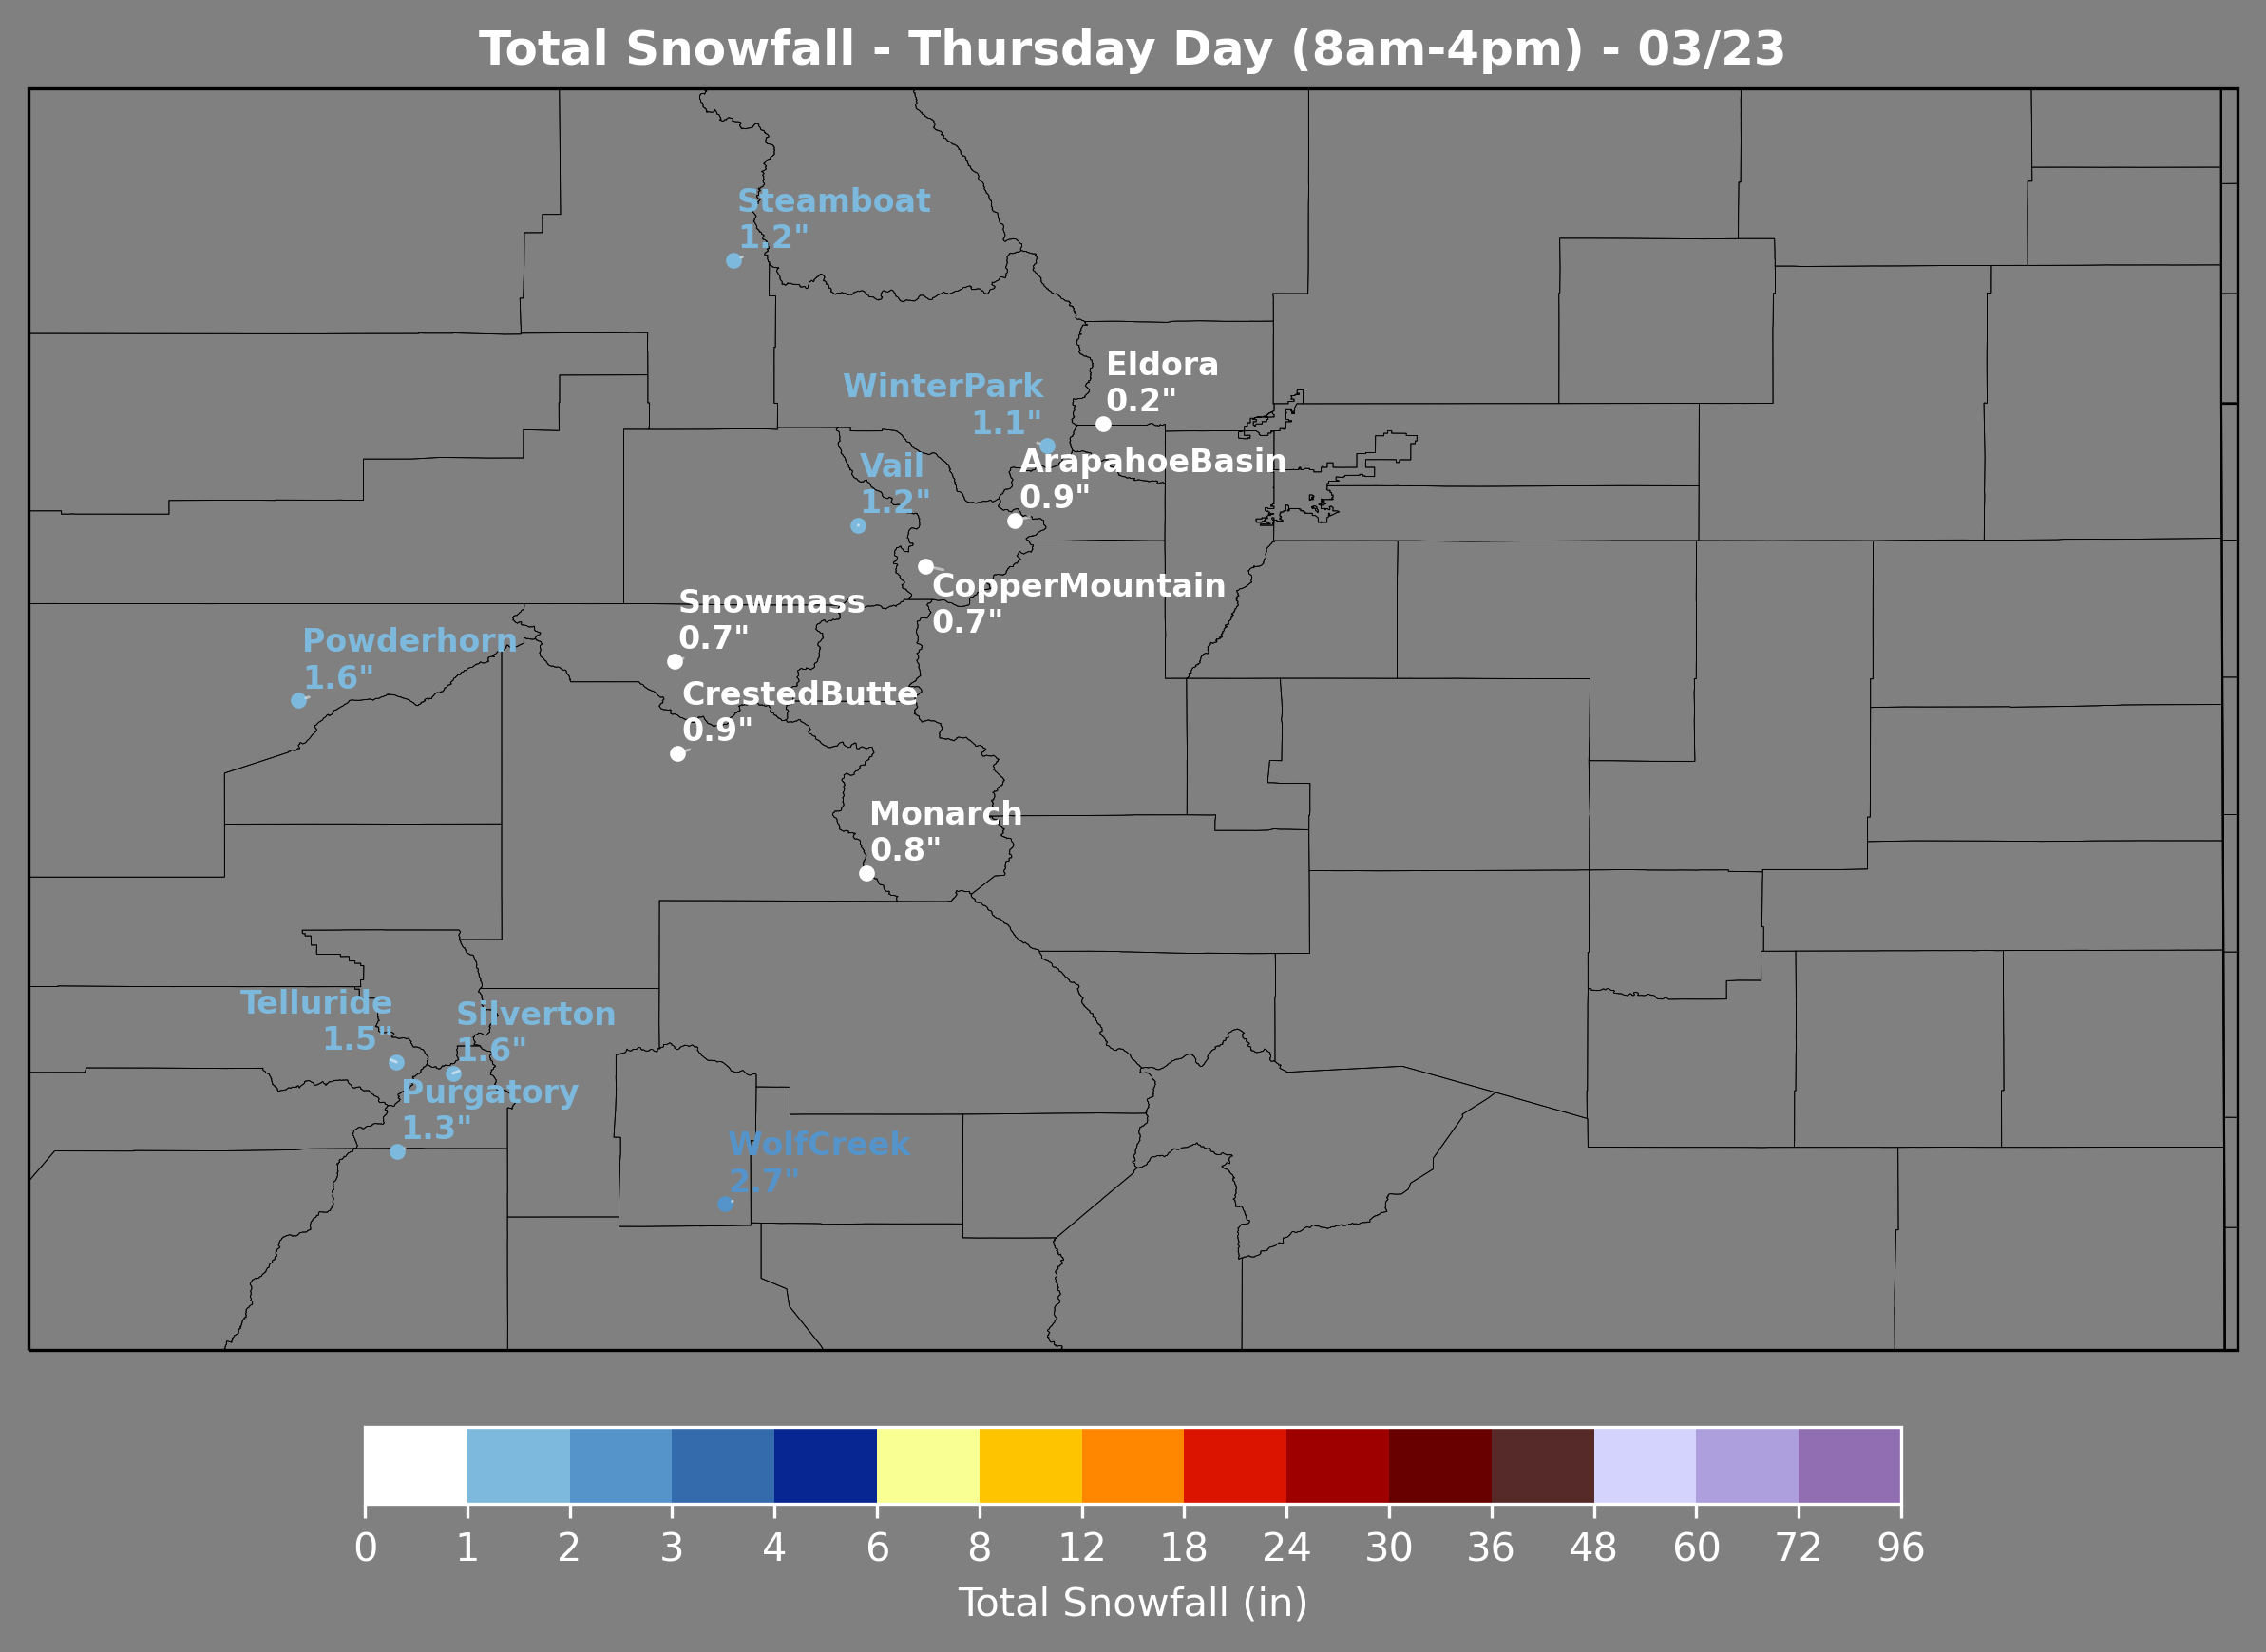 Total Snowfall - Thursday Day (8am-4pm) - 03/23
Steamboat
1.2"
Eldora
0.2"
WinterPark
1.1"
ArapahoeBasin
0.9"
Vail
1.2"
CopperMountain
0.7"
Snowmass
0.7"
Powderhorn
1.6"
CrestedButte
0.9"
Monarch
0.8"
Telluride
1.5"
Silverton
1.6"
Purgatory
1.3"
WolfCreek
2.7"
0 1 2 3 4 6 8 12 18 24 30 36 48 60 72 96
Total Snowfall (in)